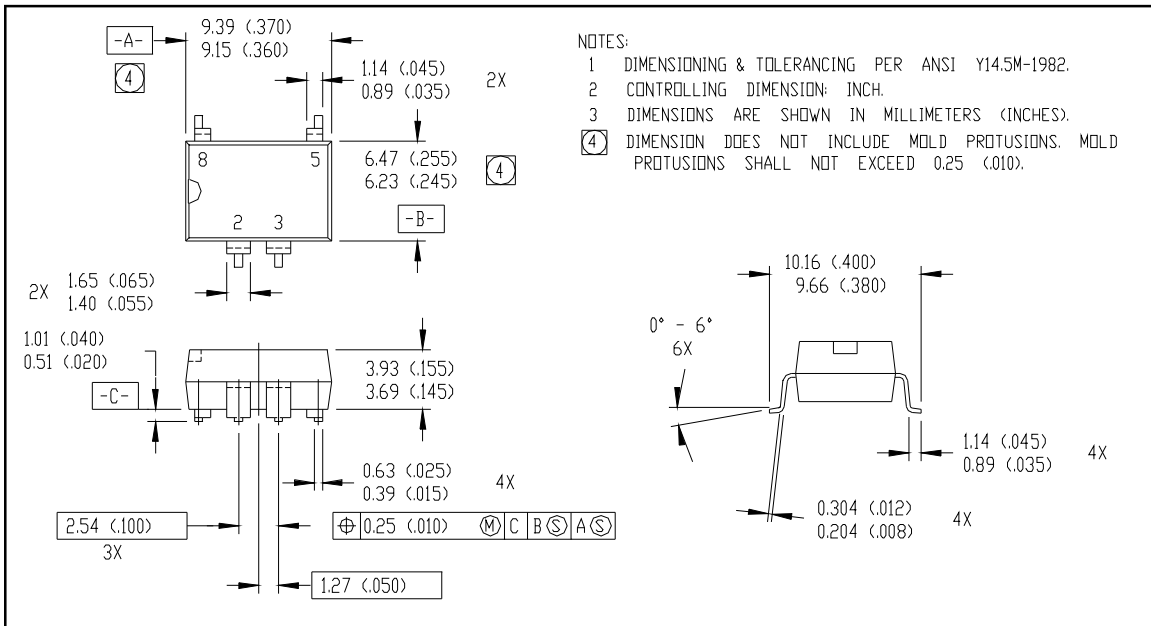 -A-
9.39 (.370)
9.15 (.360)
4
1.14 (.045)
0.89 (.035)
2X
8
5
6.47 (.255)
6.23 (.245)
4
2
3
-B-
2X
1.65 (.065)
1.40 (.055)
1.01 (.040)
0.51 (.020)
-C-
3.93 (.155)
3.69 (.145)
0.63 (.025)
0.39 (.015)
4X
2.54 (.100)
3X
⌖ 0.25 (.010) Ⓜ C B Ⓢ A Ⓢ
1.27 (.050)
NOTES:
1 DIMENSIONING & TOLERANCING PER ANSI Y14.5M-1982.
2 CONTROLLING DIMENSION: INCH.
3 DIMENSIONS ARE SHOWN IN MILLIMETERS (INCHES).
4 DIMENSION DOES NOT INCLUDE MOLD PROTUSIONS. MOLD
PROTUSIONS SHALL NOT EXCEED 0.25 (.010).
10.16 (.400)
9.66 (.380)
0° - 6°
6X
1.14 (.045)
0.89 (.035)
4X
0.304 (.012)
0.204 (.008)
4X